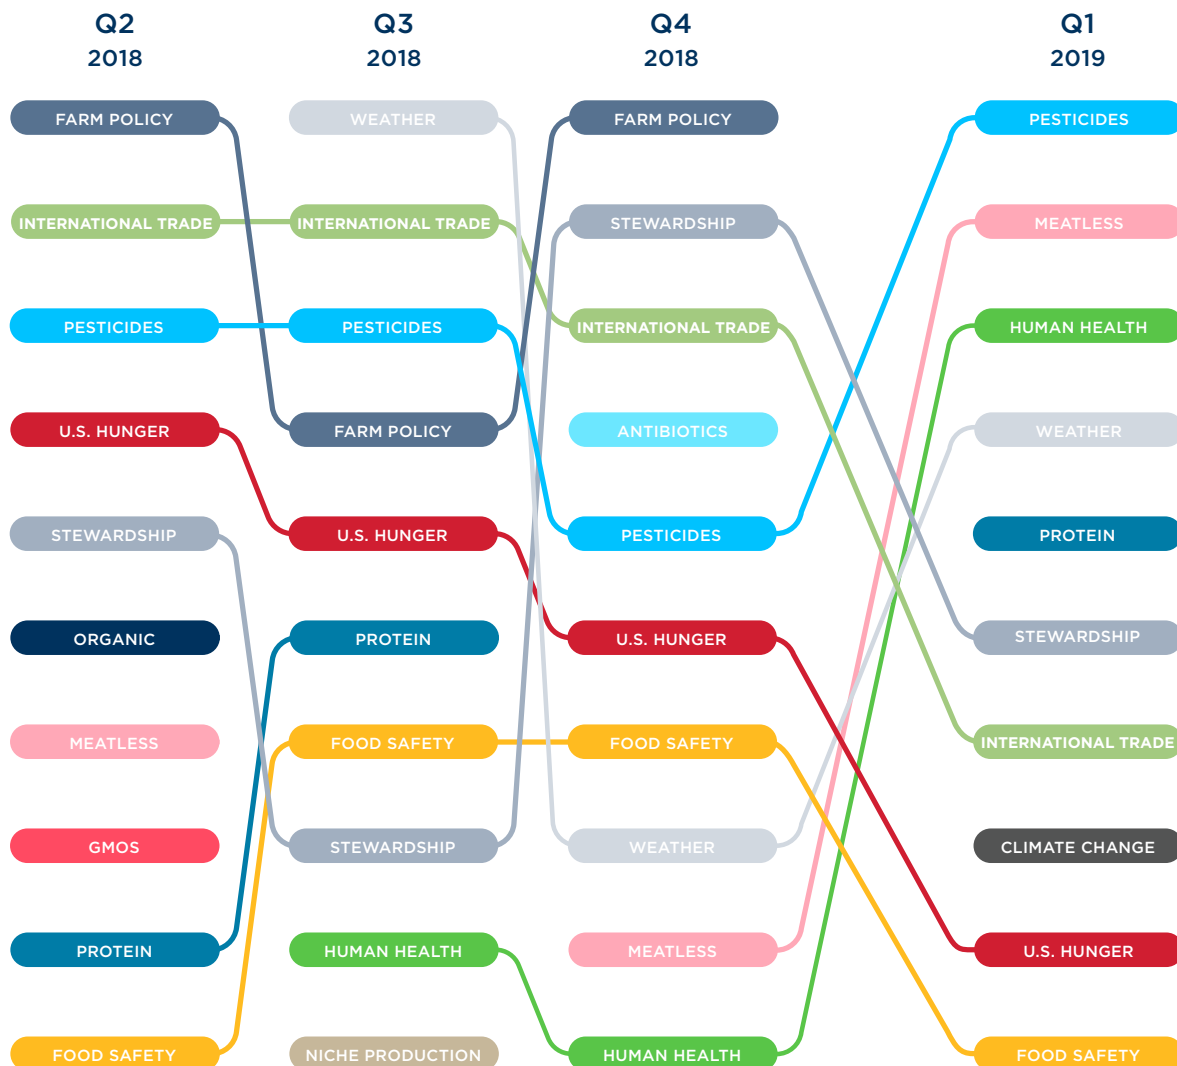 Q2
2018
FARM POLICY
INTERNATIONAL TRADE
PESTICIDES
U.S. HUNGER
STEWARDSHIP
ORGANIC
MEATLESS
GMOS
PROTEIN
FOOD SAFETY
Q3
2018
WEATHER
INTERNATIONAL TRADE
PESTICIDES
FARM POLICY
U.S. HUNGER
PROTEIN
FOOD SAFETY
STEWARDSHIP
HUMAN HEALTH
NICHE PRODUCTION
Q4
2018
FARM POLICY
STEWARDSHIP
INTERNATIONAL TRADE
ANTIBIOTICS
PESTICIDES
U.S. HUNGER
FOOD SAFETY
WEATHER
MEATLESS
HUMAN HEALTH
Q1
2019
PESTICIDES
MEATLESS
HUMAN HEALTH
WEATHER
PROTEIN
STEWARDSHIP
INTERNATIONAL TRADE
CLIMATE CHANGE
U.S. HUNGER
FOOD SAFETY